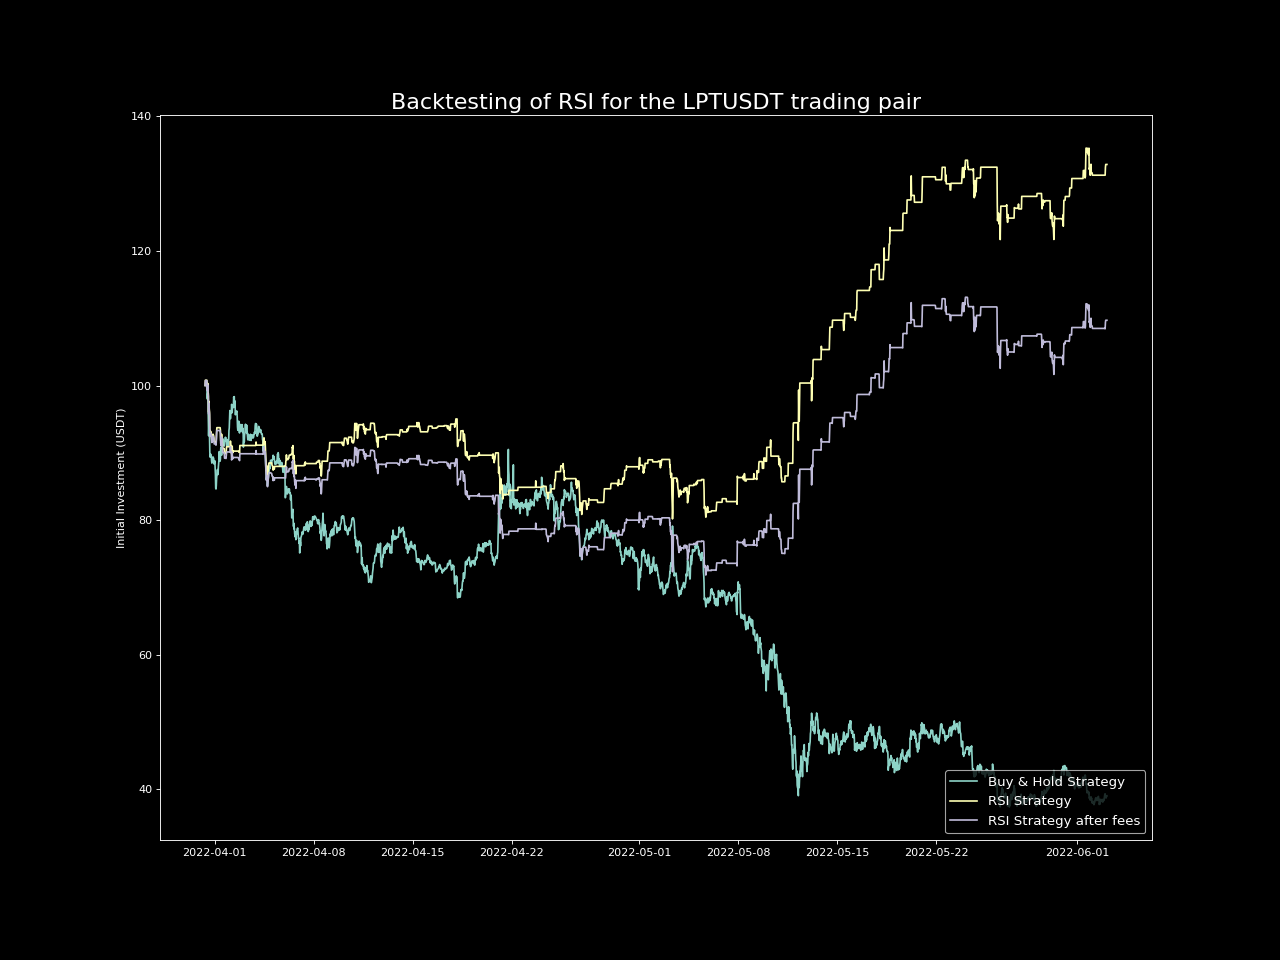 Backtesting of RSI for the LPTUSDT trading pair
140
120
100
80
60
40
Initial Investment (USDT)
2022-04-01 2022-04-08 2022-04-15 2022-04-22 2022-05-01 2022-05-08 2022-05-15 2022-05-22 2022-06-01
Buy & Hold Strategy
RSI Strategy
RSI Strategy after fees